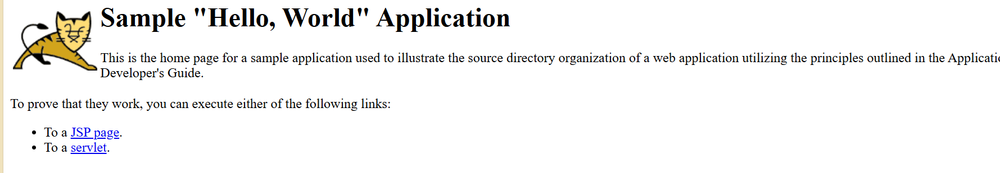 Sample "Hello, World" Application
This is the home page for a sample application used to illustrate the source directory organization of a web application utilizing the principles outlined in the
Developer's Guide.
To prove that they work, you can execute either of the following links:
• To a JSP page.
• To a servlet.